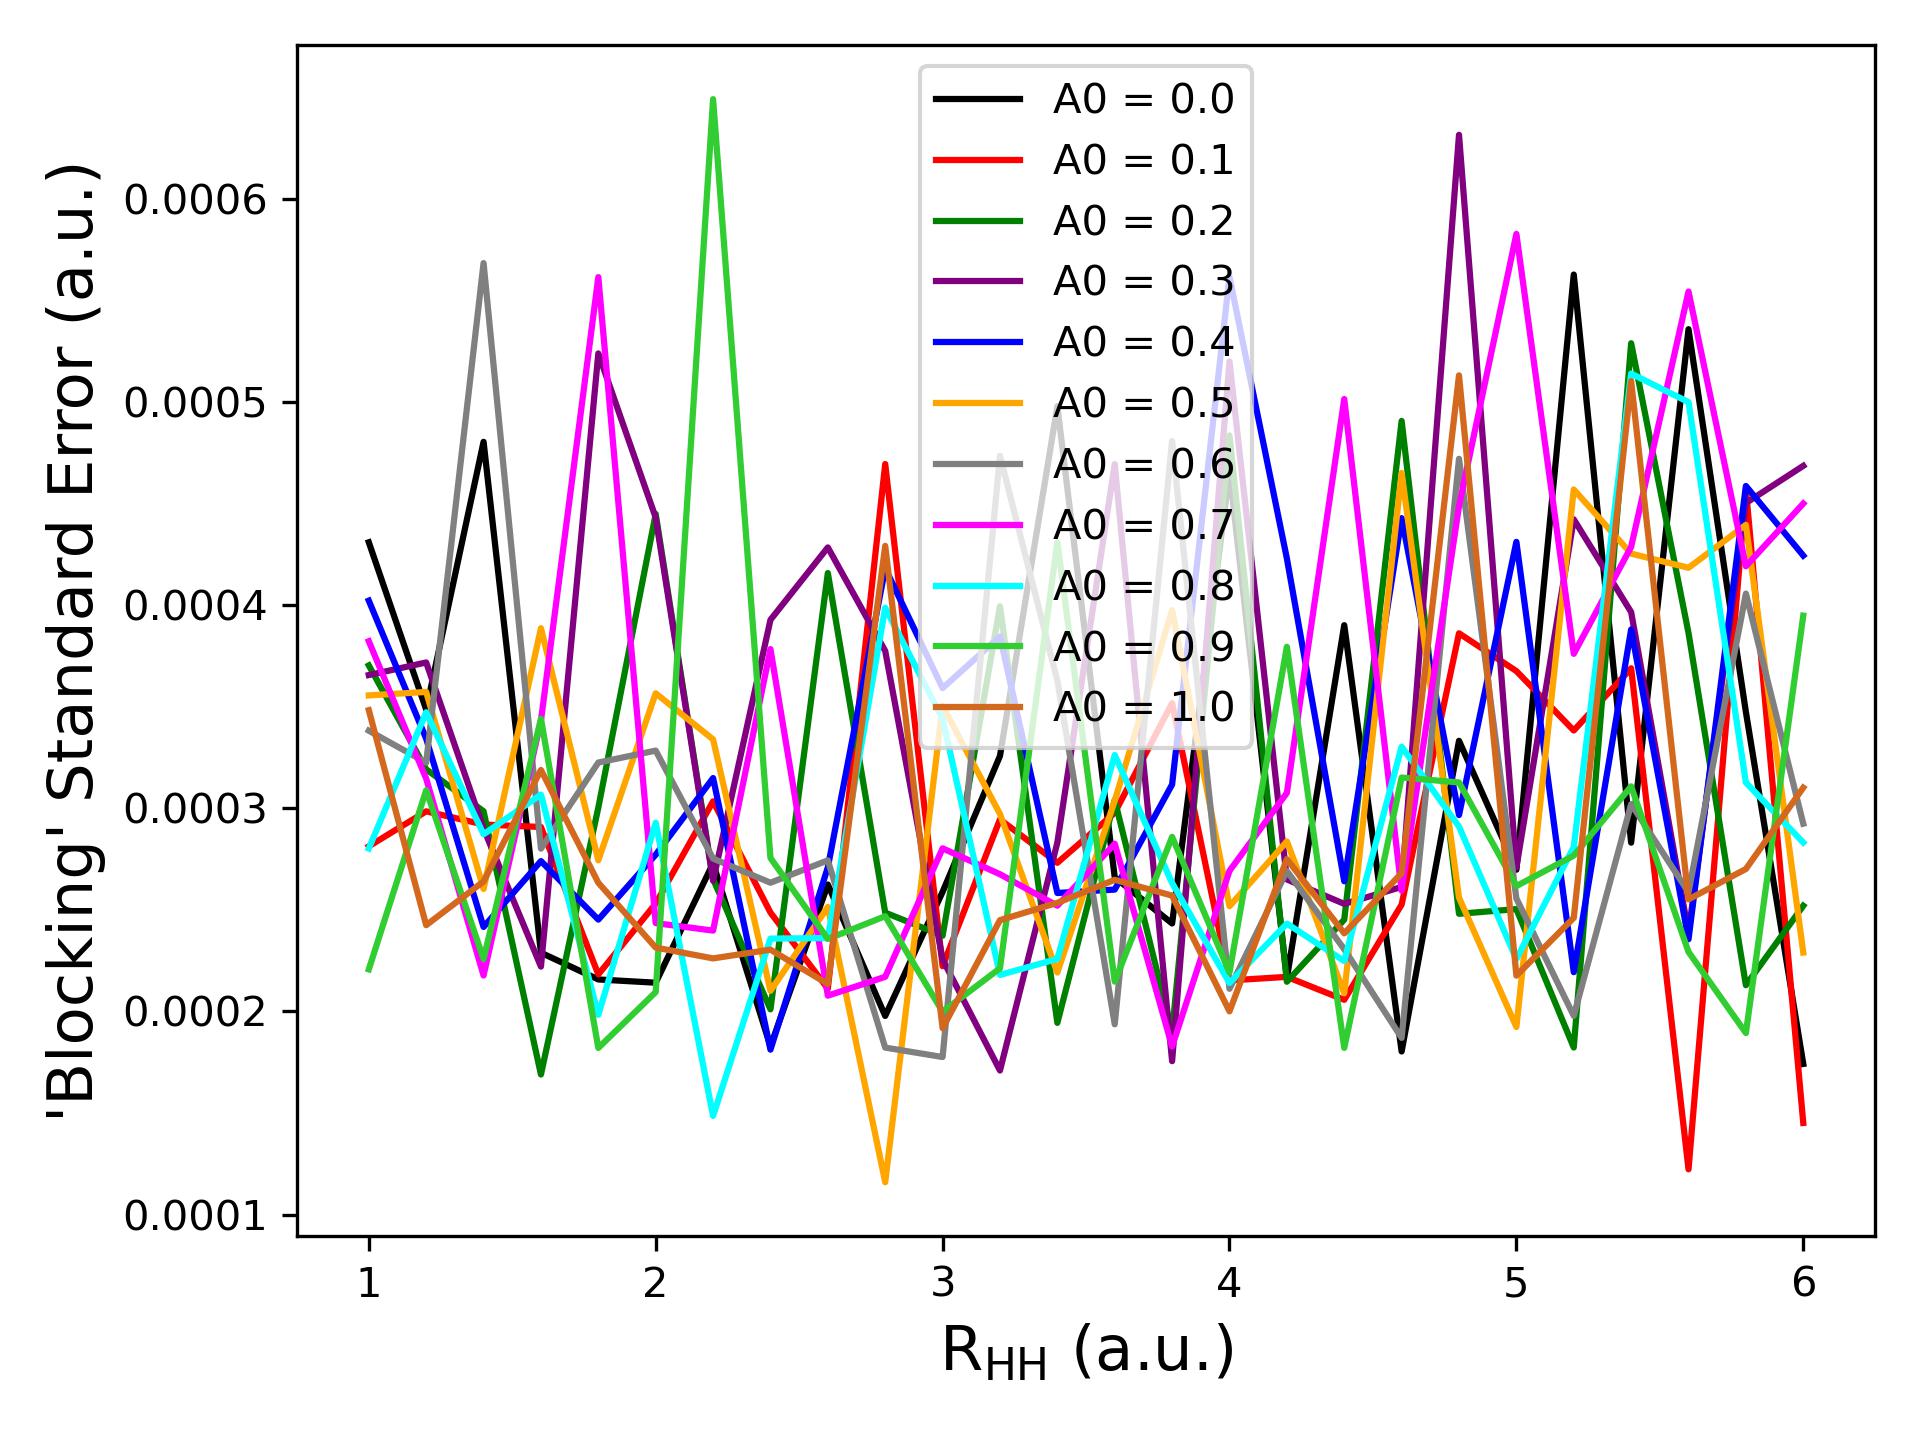 'Blocking' Standard Error (a.u.)
0.0006
0.0005
0.0004
0.0003
0.0002
0.0001
A0 = 0.0
A0 = 0.1
A0 = 0.2
A0 = 0.3
A0 = 0.4
A0 = 0.5
A0 = 0.6
A0 = 0.7
A0 = 0.8
A0 = 0.9
A0 = 1.0
1 2 3 4 5 6
R_HH (a.u.)